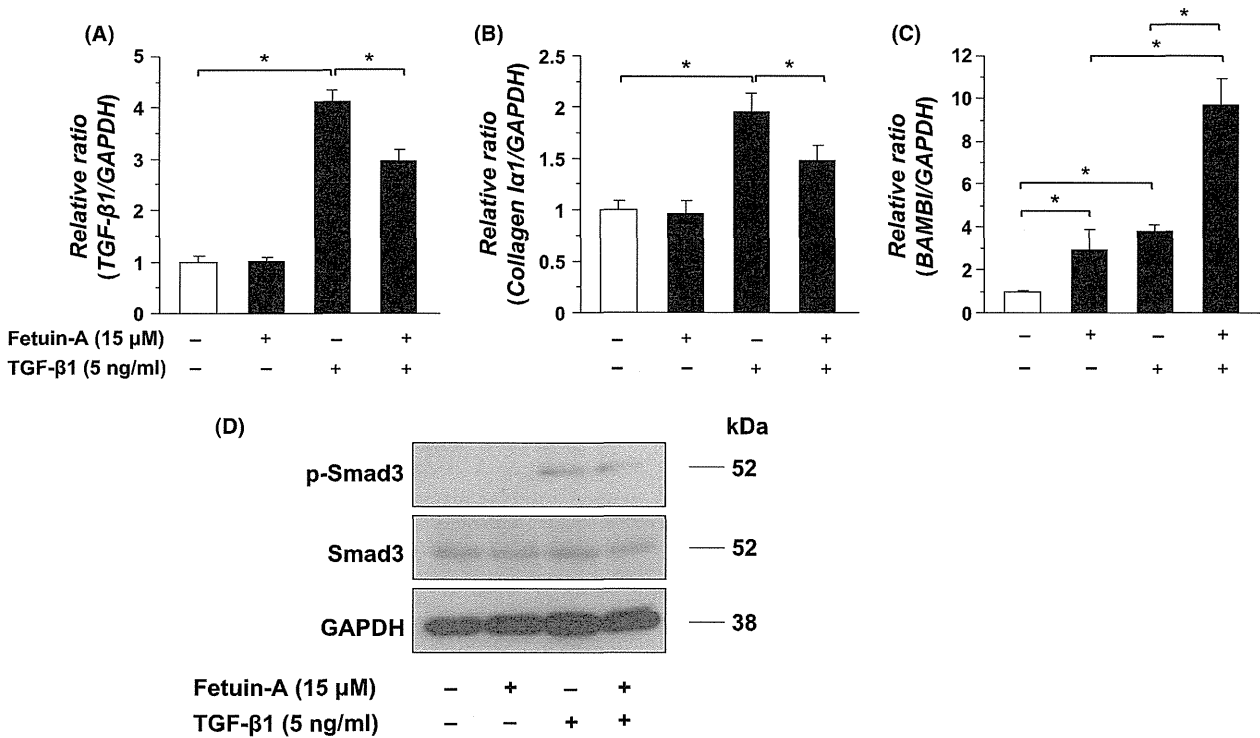 (A)
5
4
3
2
1
0
Relative ratio
(TGF-β1/GAPDH)
*
*
Fetuin-A (15 μM)
– + – +
TGF-β1 (5 ng/ml)
– – + +
(B)
2.5
2
1.5
1
0.5
0
Relative ratio
(Collagen Iα1/GAPDH)
*
*
– + – +
– – + +
(C)
12
10
8
6
4
2
0
Relative ratio
(BAMBI/GAPDH)
*
*
*
*
– + – +
– – + +
(D)
kDa
p-Smad3
52
Smad3
52
GAPDH
38
Fetuin-A (15 μM)
– + – +
TGF-β1 (5 ng/ml)
– – + +